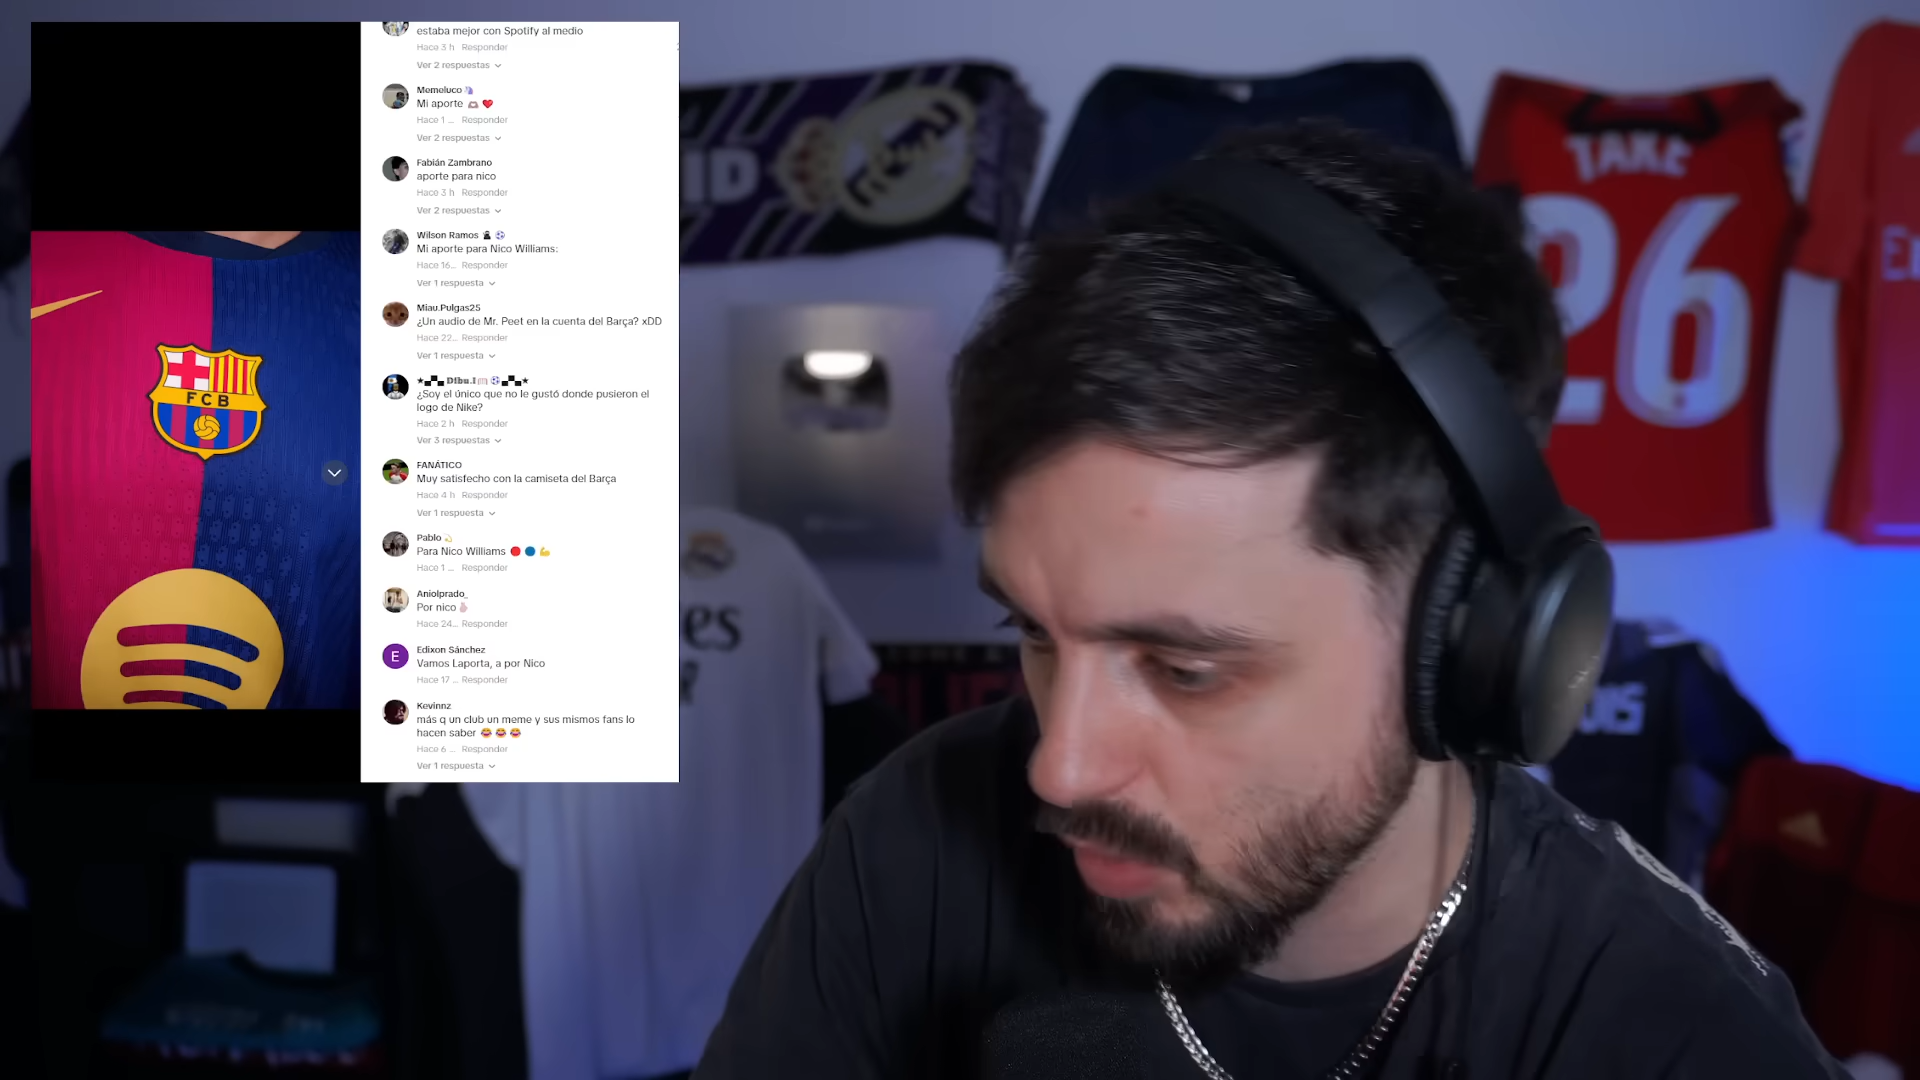 estaba mejor con Spotify al medio
Hace 3 h Responder
Ver 2 respuestas
Memeluco
Mi aporte
Hace 1 ... Responder
Ver 2 respuestas
Fabián Zambrano
aporte para nico
Hace 3 h Responder
Ver 2 respuestas
Wilson Ramos
Mi aporte para Nico Williams:
Hace 16... Responder
Ver 1 respuesta
Miau.Pulgas25
¿Un audio de Mr. Peet en la cuenta del Barça? xDD
Hace 22... Responder
Ver 1 respuesta
★▄▀▄ Dfbu.l ▄▀▄★
¿Soy el único que no le gustó donde pusieron el
logo de Nike?
Hace 2 h Responder
Ver 3 respuestas
FANÁTICO
Muy satisfecho con la camiseta del Barça
Hace 4 h Responder
Ver 1 respuesta
Pablo
Para Nico Williams 🔴 🔵 💪
Hace 1 ... Responder
Aniolprado_
Por nico
Hace 24... Responder
E
Edixon Sánchez
Vamos Laporta, a por Nico
Hace 17 ... Responder
Kevinnz
más q un club un meme y sus mismos fans lo
hacen saber 😂 😂 😂
Hace 6 ... Responder
Ver 1 respuesta
FCB
TAKE
26